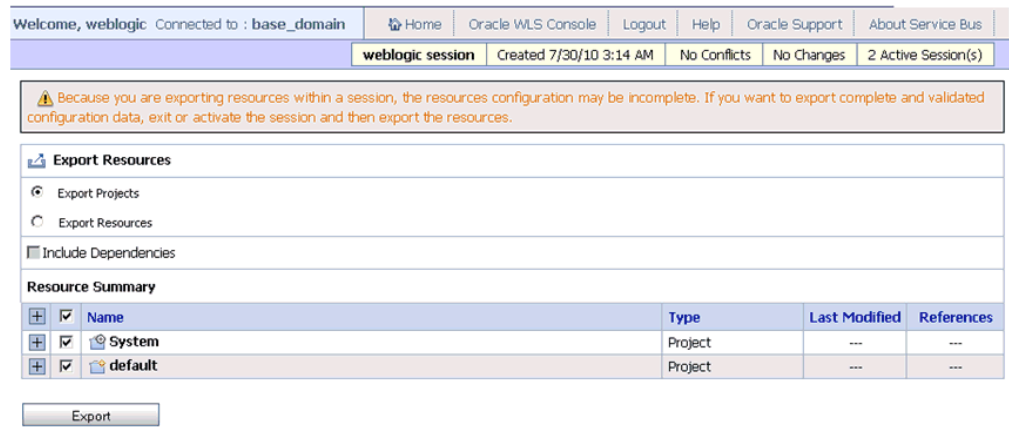 Welcome, weblogic Connected to : base_domain Home Oracle WLS Console Logout Help Oracle Support About Service Bus
weblogic session Created 7/30/10 3:14 AM No Conflicts No Changes 2 Active Session(s)
Because you are exporting resources within a session, the resources configuration may be incomplete. If you want to export complete and validated
configuration data, exit or activate the session and then export the resources.
Export Resources
Export Projects
Export Resources
Include Dependencies
Resource Summary
Name Type Last Modified References
System Project --- ---
default Project --- ---
Export